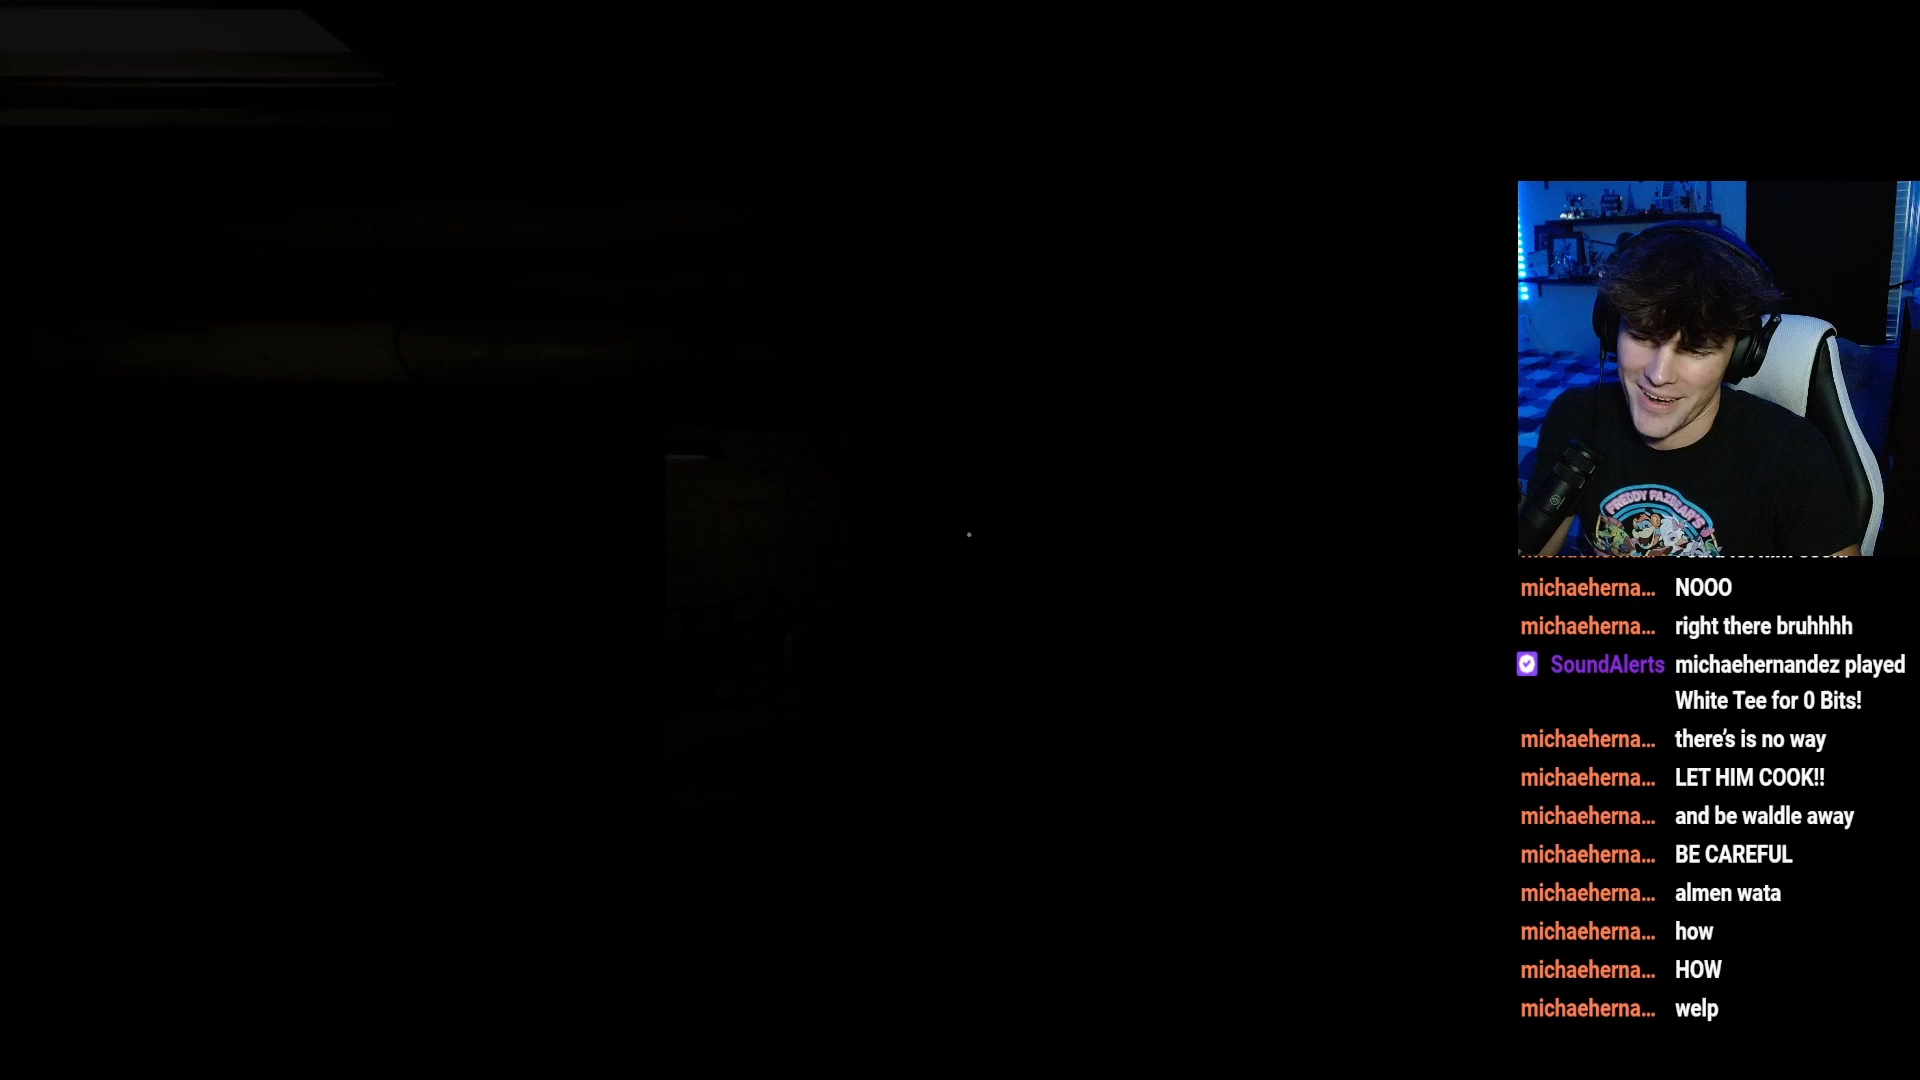 FREDDY FAZBEAR'S
michaeherna... NOOO
michaeherna... right there bruhhhh
SoundAlerts michaehernandez played
White Tee for 0 Bits!
michaeherna... there's is no way
michaeherna... LET HIM COOK!!
michaeherna... and be waldle away
michaeherna... BE CAREFUL
michaeherna... almen wata
michaeherna... how
michaeherna... HOW
michaeherna... welp